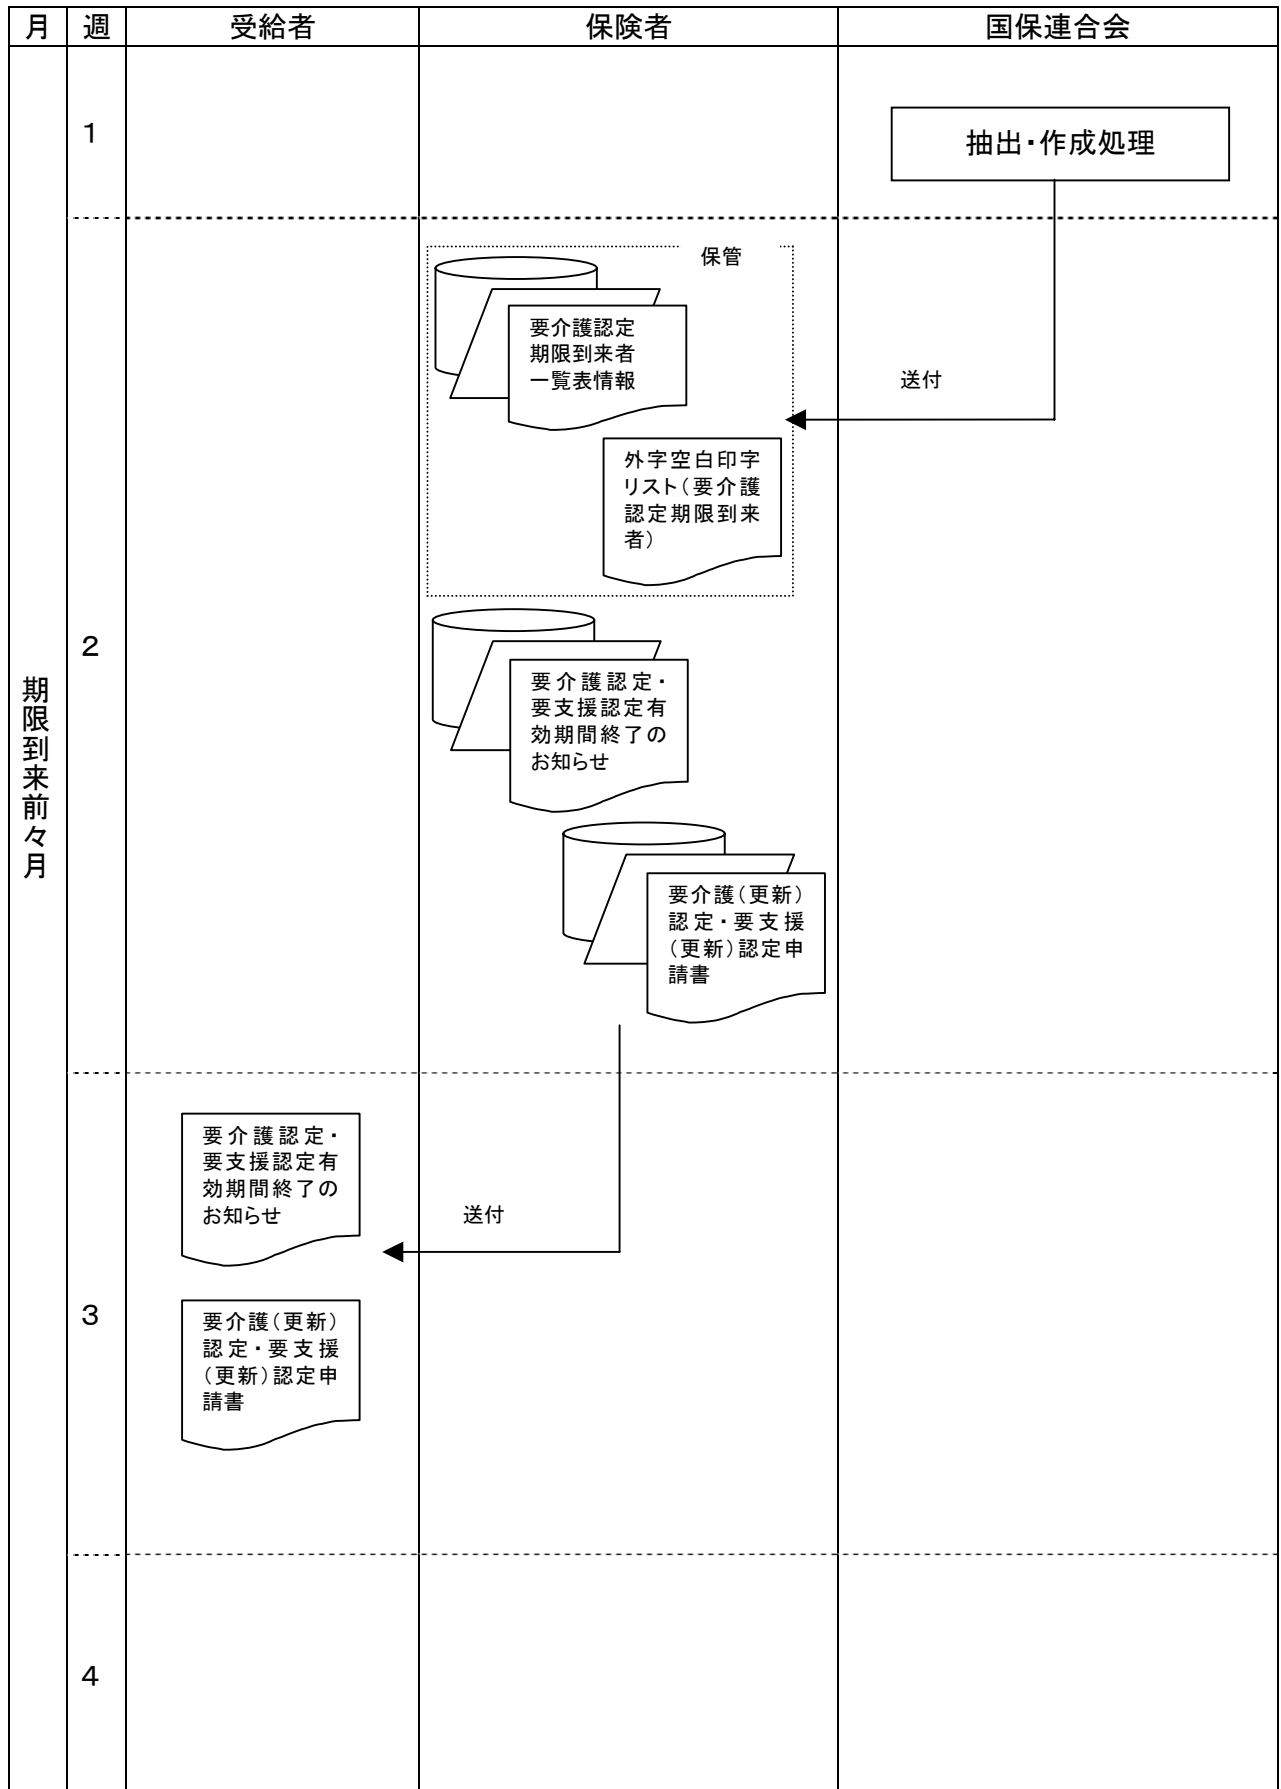 月 週 受給者 保険者 国保連合会
期限到来前々月
1
抽出・作成処理
2
保管
要介護認定
期限到来者
一覧表情報
送付
外字空白印字
リスト（要介護
認定期限到来
者）
要介護認定・
要支援認定有
効期間終了の
お知らせ
要介護（更新）
認定・要支援
（更新）認定申
請書
3
要介護認定・
要支援認定有
効期間終了の
お知らせ
送付
要介護（更新）
認定・要支援
（更新）認定申
請書
4